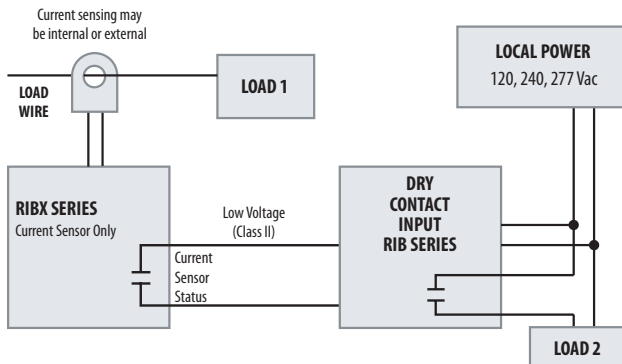 Current sensing may
be internal or external
LOAD
WIRE
LOAD 1
LOCAL POWER
120, 240, 277 Vac
RIBX SERIES
Current Sensor Only
Low Voltage
(Class II)
Current
Sensor
Status
DRY
CONTACT
INPUT
RIB SERIES
LOAD 2